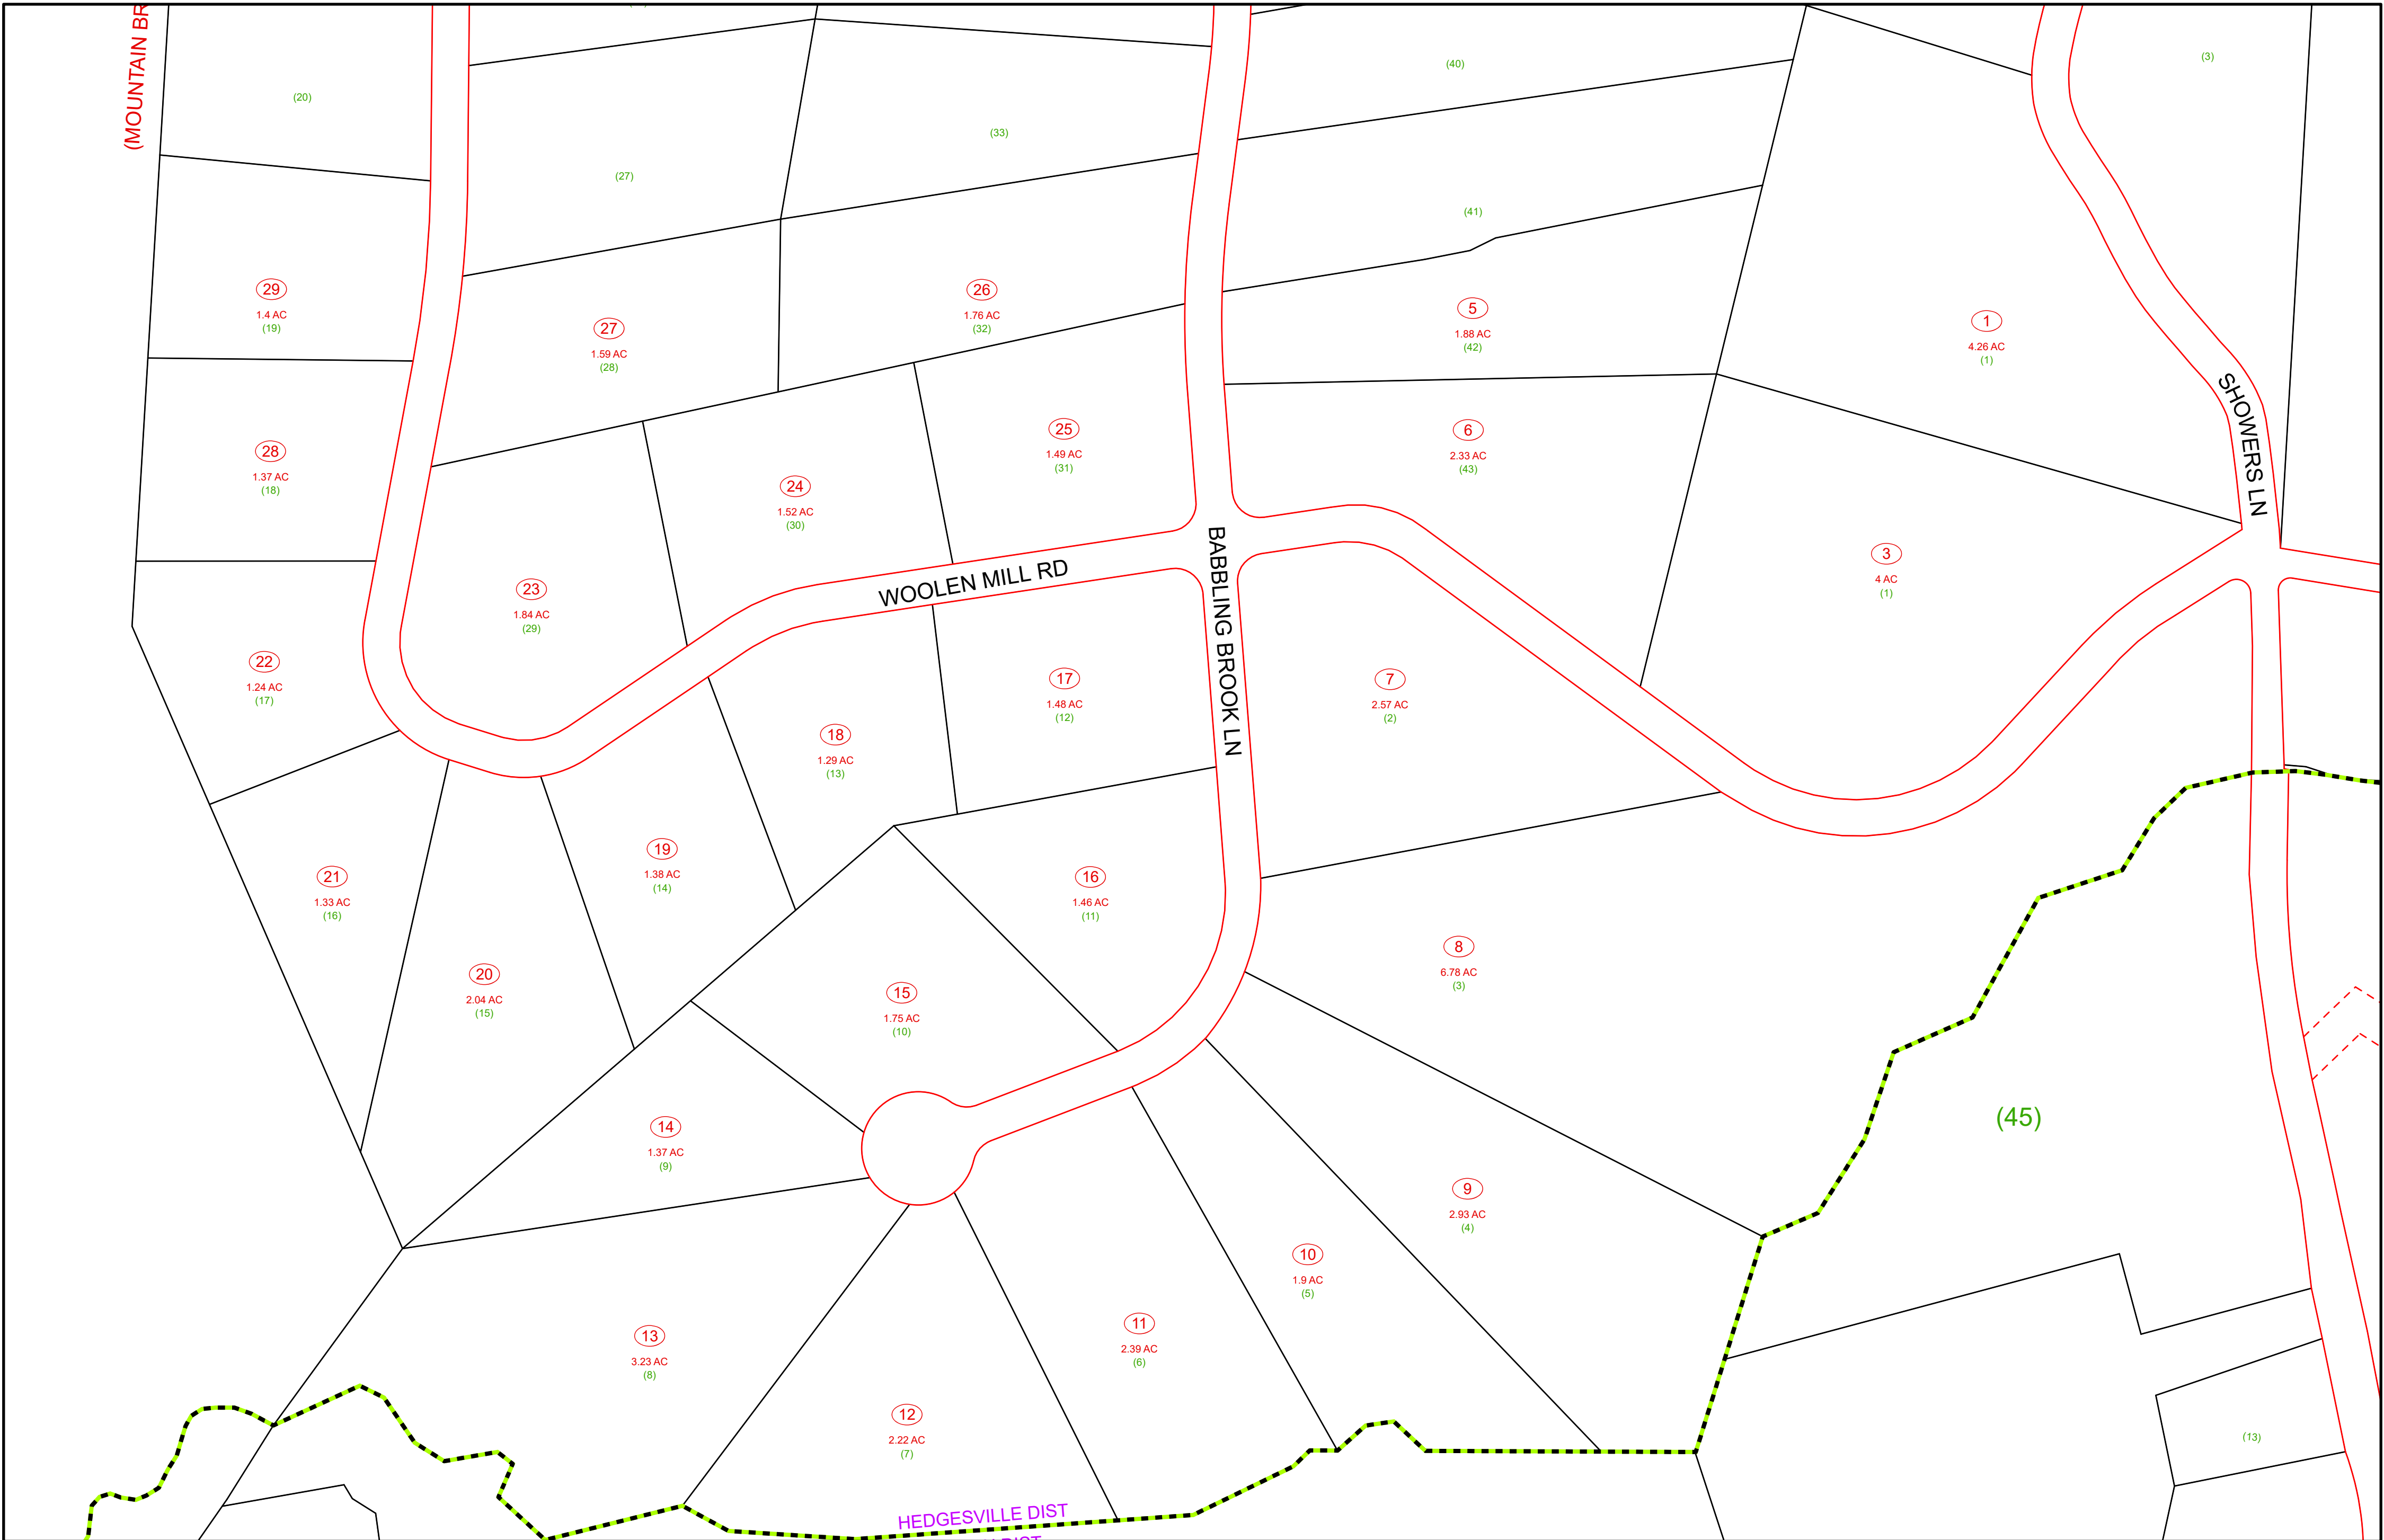 (MOUNTAIN BR
(20)
(27)
(33)
(40)
(41)
(3)
29
1.4 AC
(19)
27
1.59 AC
(28)
26
1.76 AC
(32)
5
1.88 AC
(42)
1
4.26 AC
(1)
SHOWERS LN
28
1.37 AC
(18)
24
1.52 AC
(30)
25
1.49 AC
(31)
6
2.33 AC
(43)
3
4 AC
(1)
23
1.84 AC
(29)
WOOLEN MILL RD
BABBLING BROOK LN
22
1.24 AC
(17)
18
1.29 AC
(13)
17
1.48 AC
(12)
7
2.57 AC
(2)
21
1.33 AC
(16)
19
1.38 AC
(14)
16
1.46 AC
(11)
20
2.04 AC
(15)
15
1.75 AC
(10)
8
6.78 AC
(3)
14
1.37 AC
(9)
(45)
9
2.93 AC
(4)
10
1.9 AC
(5)
13
3.23 AC
(8)
11
2.39 AC
(6)
12
2.22 AC
(7)
(13)
HEDGESVILLE DIST
DIST